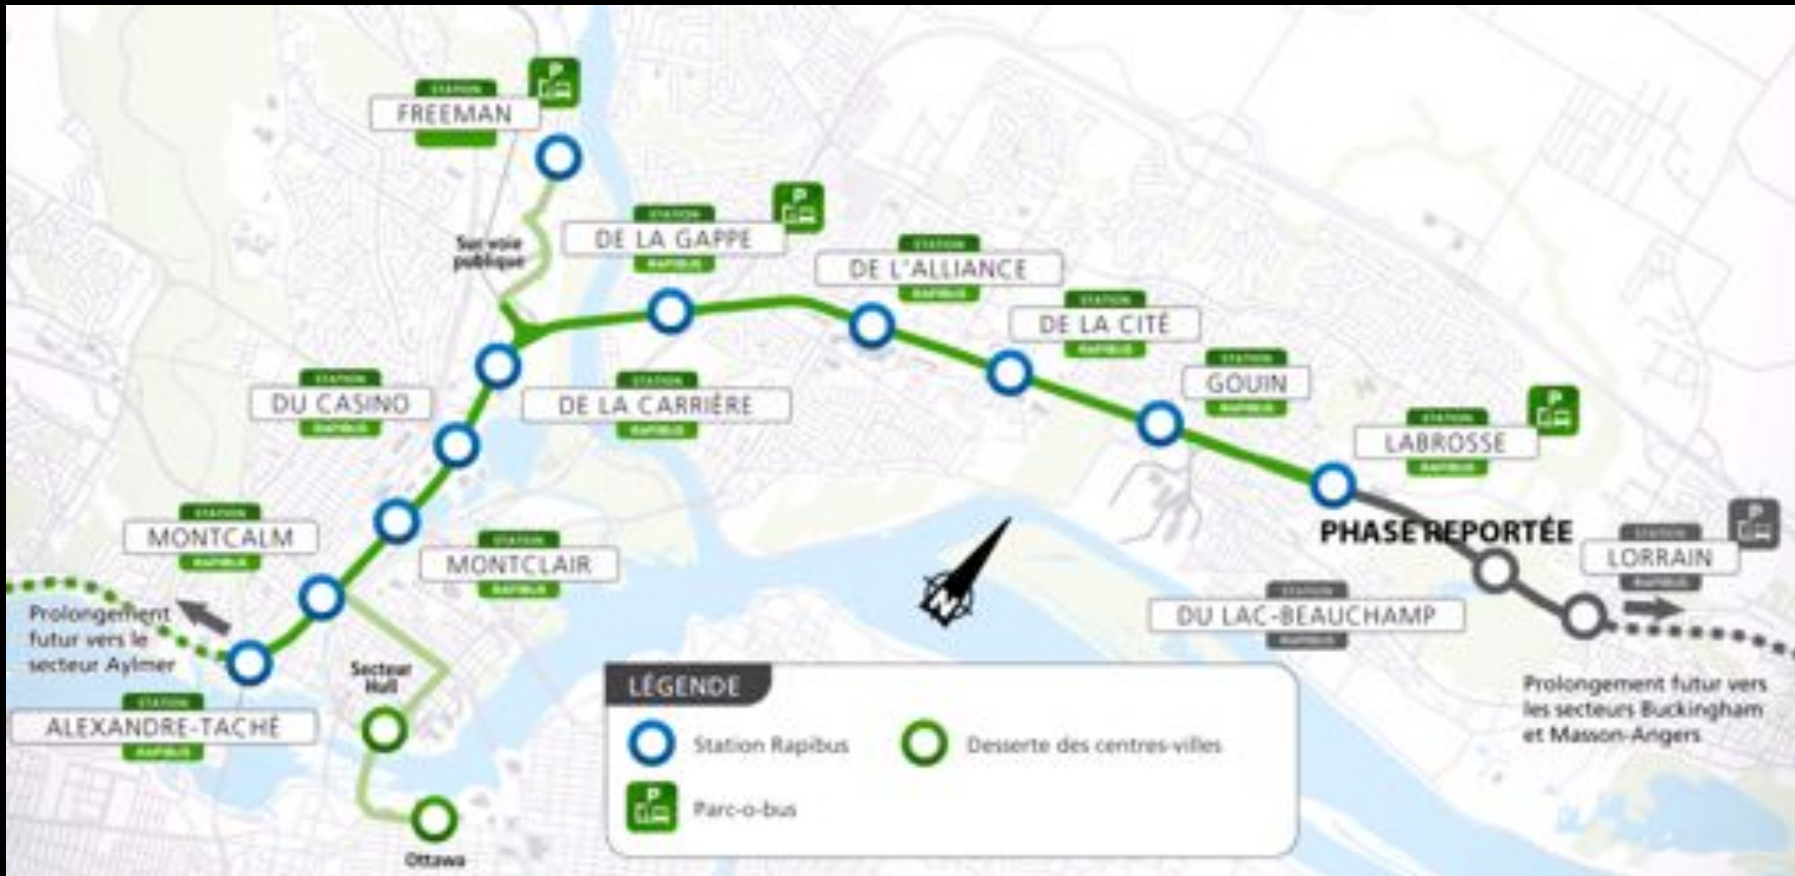 STATION
FREEMAN
P
Sur voie
publique
STATION
DE LA GAPPE
RAPIBUS
P
STATION
DE L'ALLIANCE
RAPIBUS
STATION
DE LA CITÉ
RAPIBUS
STATION
GOUIN
RAPIBUS
STATION
LABROSSE
RAPIBUS
P
STATION
DU CASINO
RAPIBUS
STATION
DE LA CARRIÈRE
RAPIBUS
STATION
MONTCALM
RAPIBUS
STATION
MONTCLAIR
RAPIBUS
PHASE REPORTÉE
STATION
LORRAIN
RAPIBUS
P
STATION
DU LAC-BEAUCHAMP
RAPIBUS
Prolongement
futur vers le
secteur Aylmer
STATION
ALEXANDRE-TACHÉ
RAPIBUS
Secteur
Hull
Ottawa
N
Prolongement futur vers
les secteurs Buckingham
et Masson-Angers
LÉGENDE
Station Rapibus
Desserte des centres-villes
P
Parc-o-bus